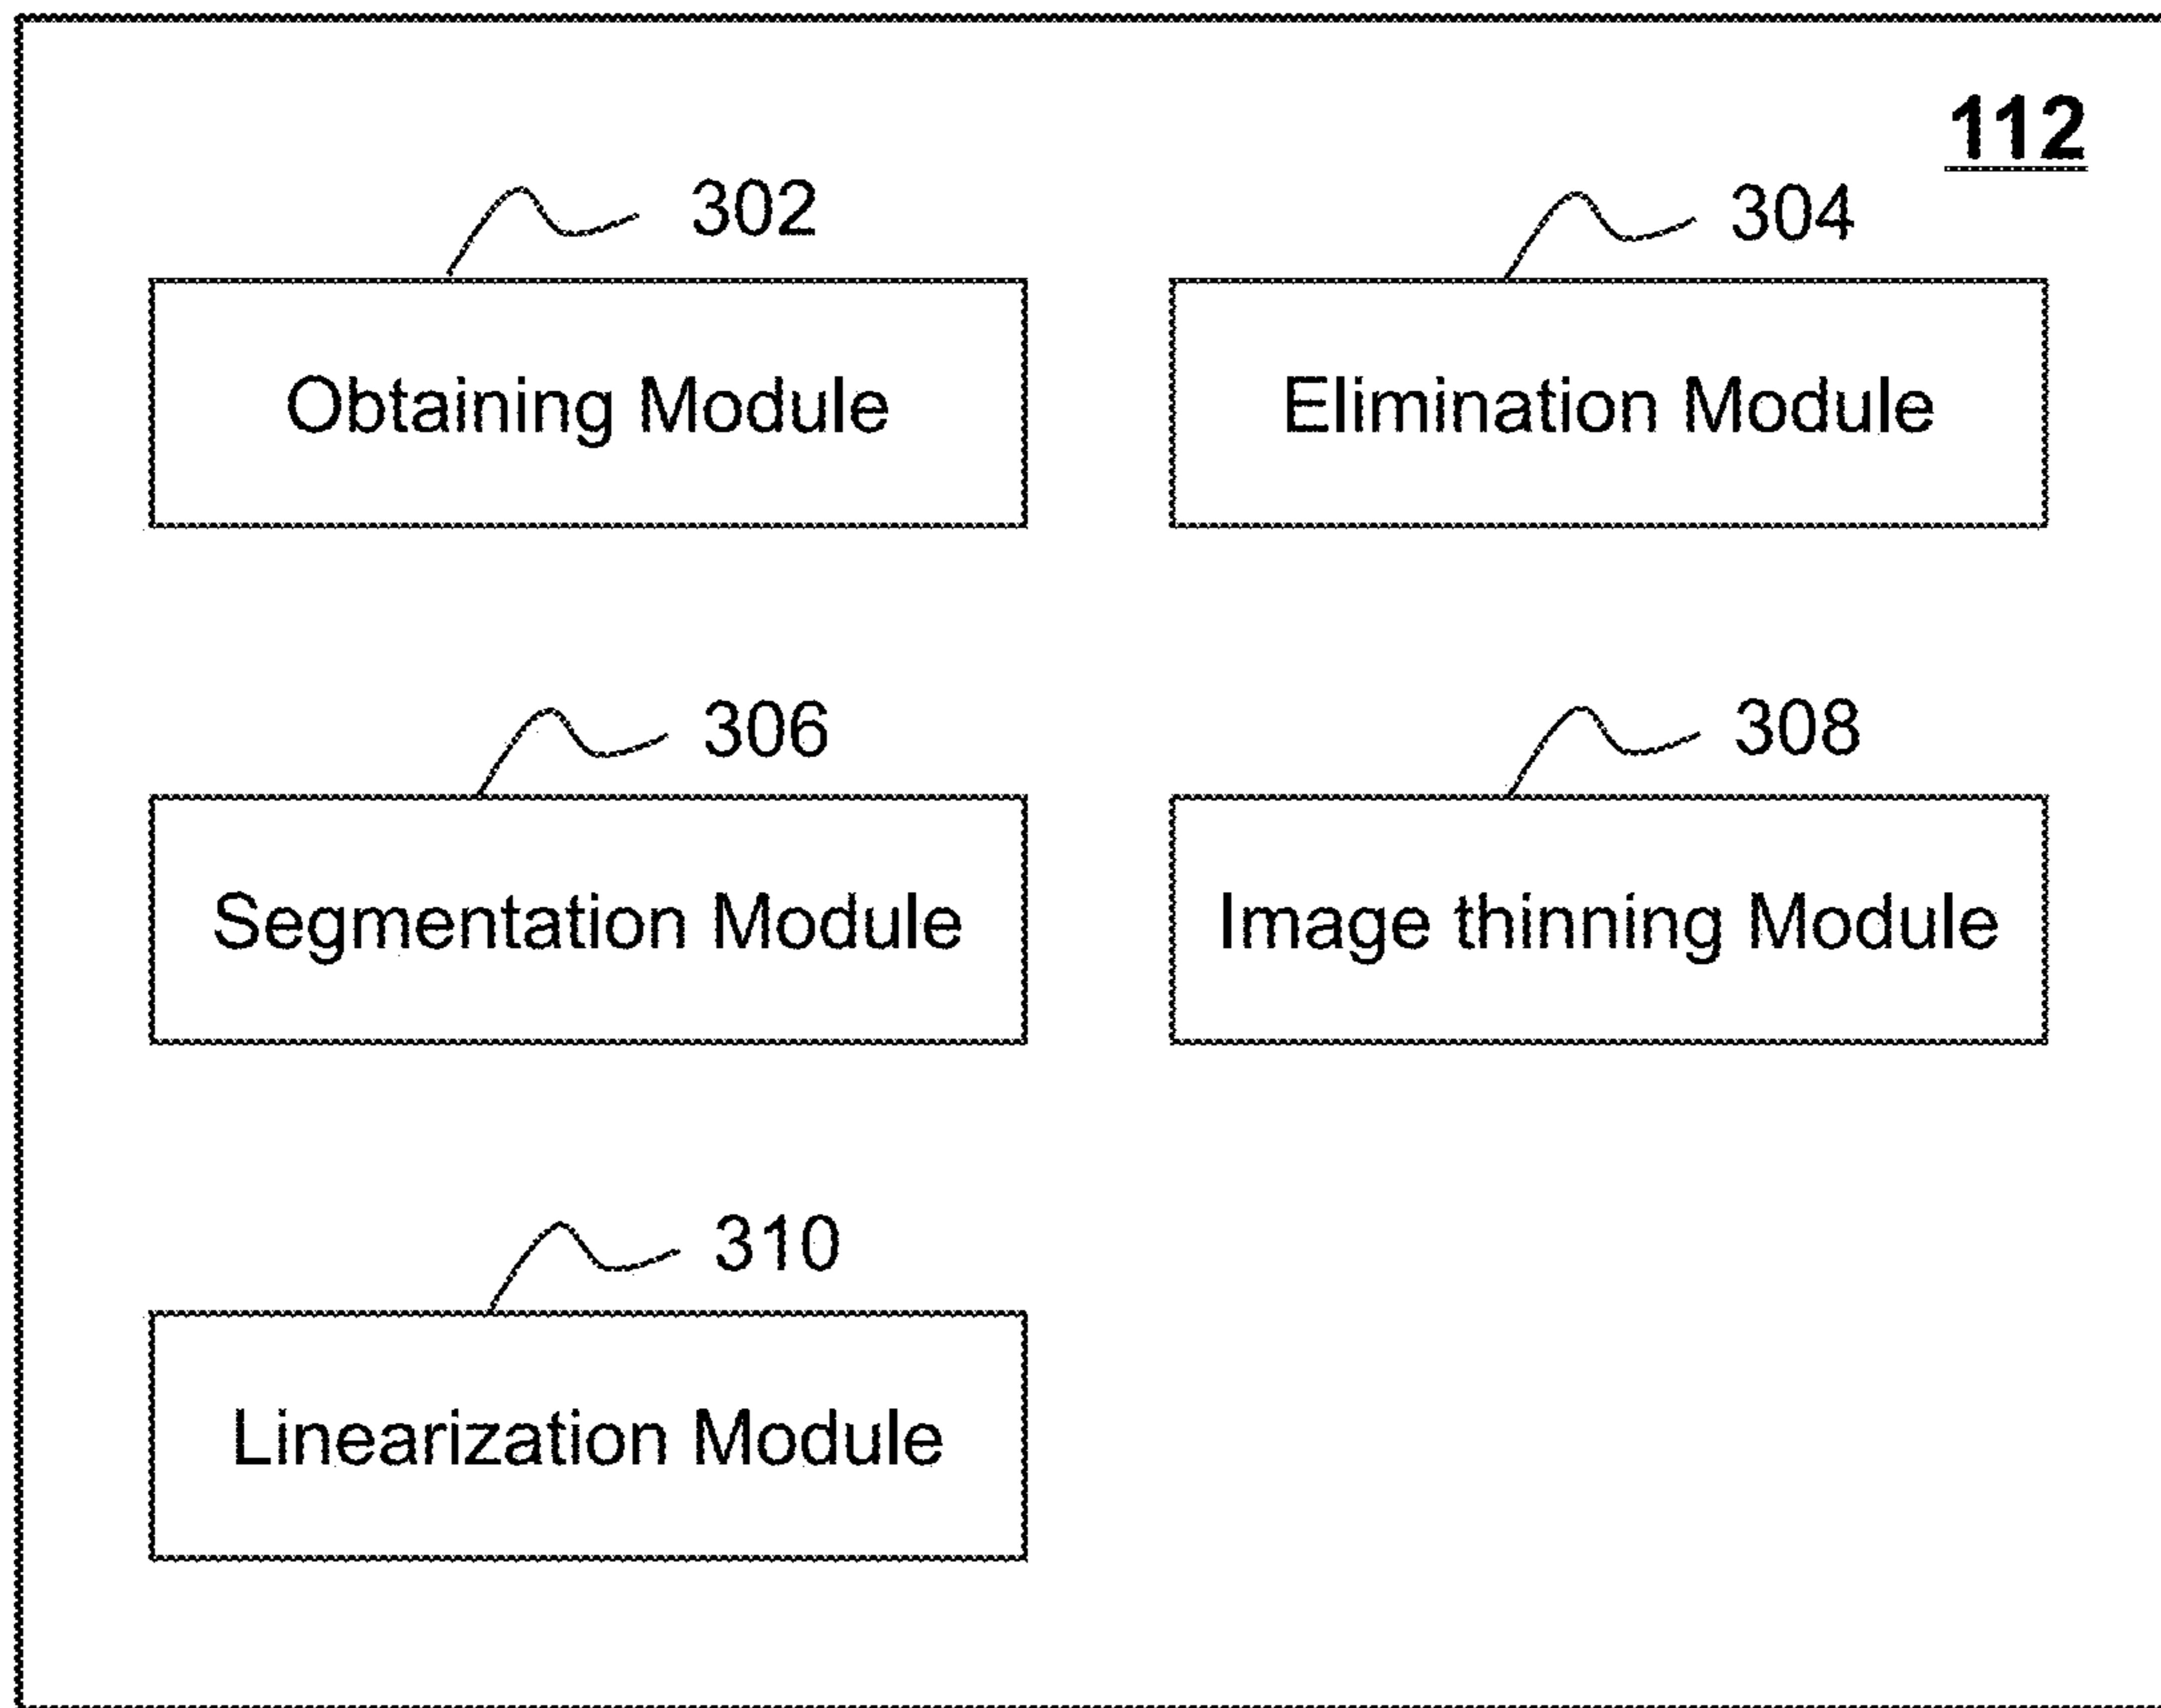 112
302
304
Obtaining Module
Elimination Module
306
308
Segmentation Module
Image thinning Module
310
Linearization Module